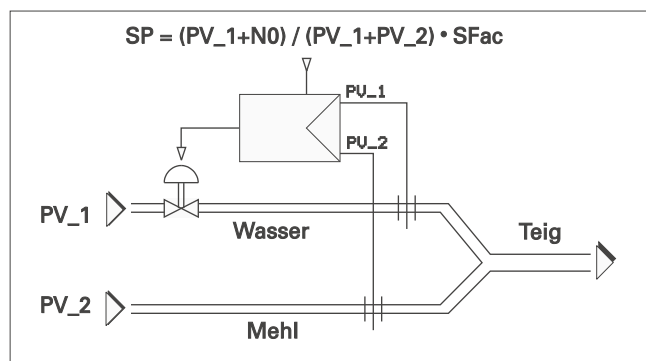 SP = (PV_1+N0) / (PV_1+PV_2) • SFac
PV_1
PV_2
PV_1
Wasser
Teig
PV_2
Mehl